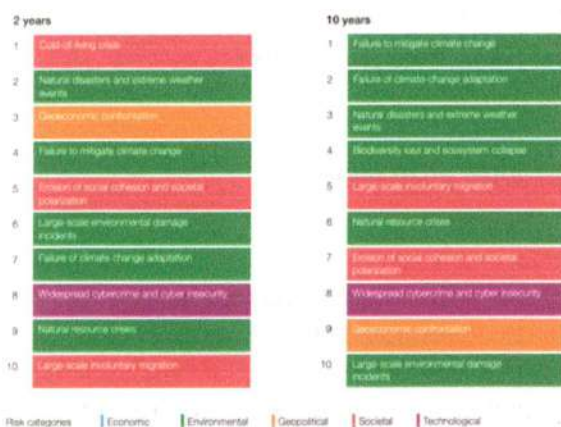 2 years
1
Cost-of-living crisis
2
Natural disasters and extreme weather
events
3
Geoeconomic confrontation
4
Failure to mitigate climate change
5
Erosion of social cohesion and societal
polarization
6
Large-scale environmental damage
incidents
7
Failure of climate change adaptation
8
Widespread cybercrime and cyber insecurity
9
Natural resource crises
10
Large-scale involuntary migration
10 years
1
Failure to mitigate climate change
2
Failure of climate-change adaptation
3
Natural disasters and extreme weather
events
4
Biodiversity loss and ecosystem collapse
5
Large-scale involuntary migration
6
Natural resource crises
7
Erosion of social cohesion and societal
polarization
8
Widespread cybercrime and cyber insecurity
9
Geoeconomic confrontation
10
Large-scale environmental damage
incidents
Risk categories
Economic
Environmental
Geopolitical
Societal
Technological